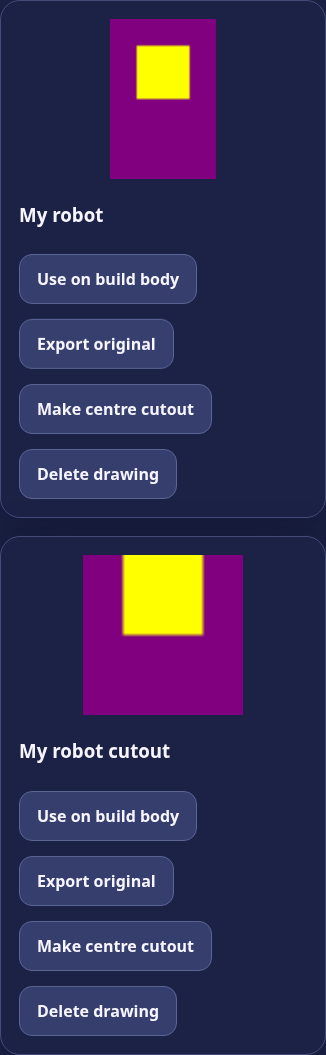 My robot
Use on build body
Export original
Make centre cutout
Delete drawing
My robot cutout
Use on build body
Export original
Make centre cutout
Delete drawing